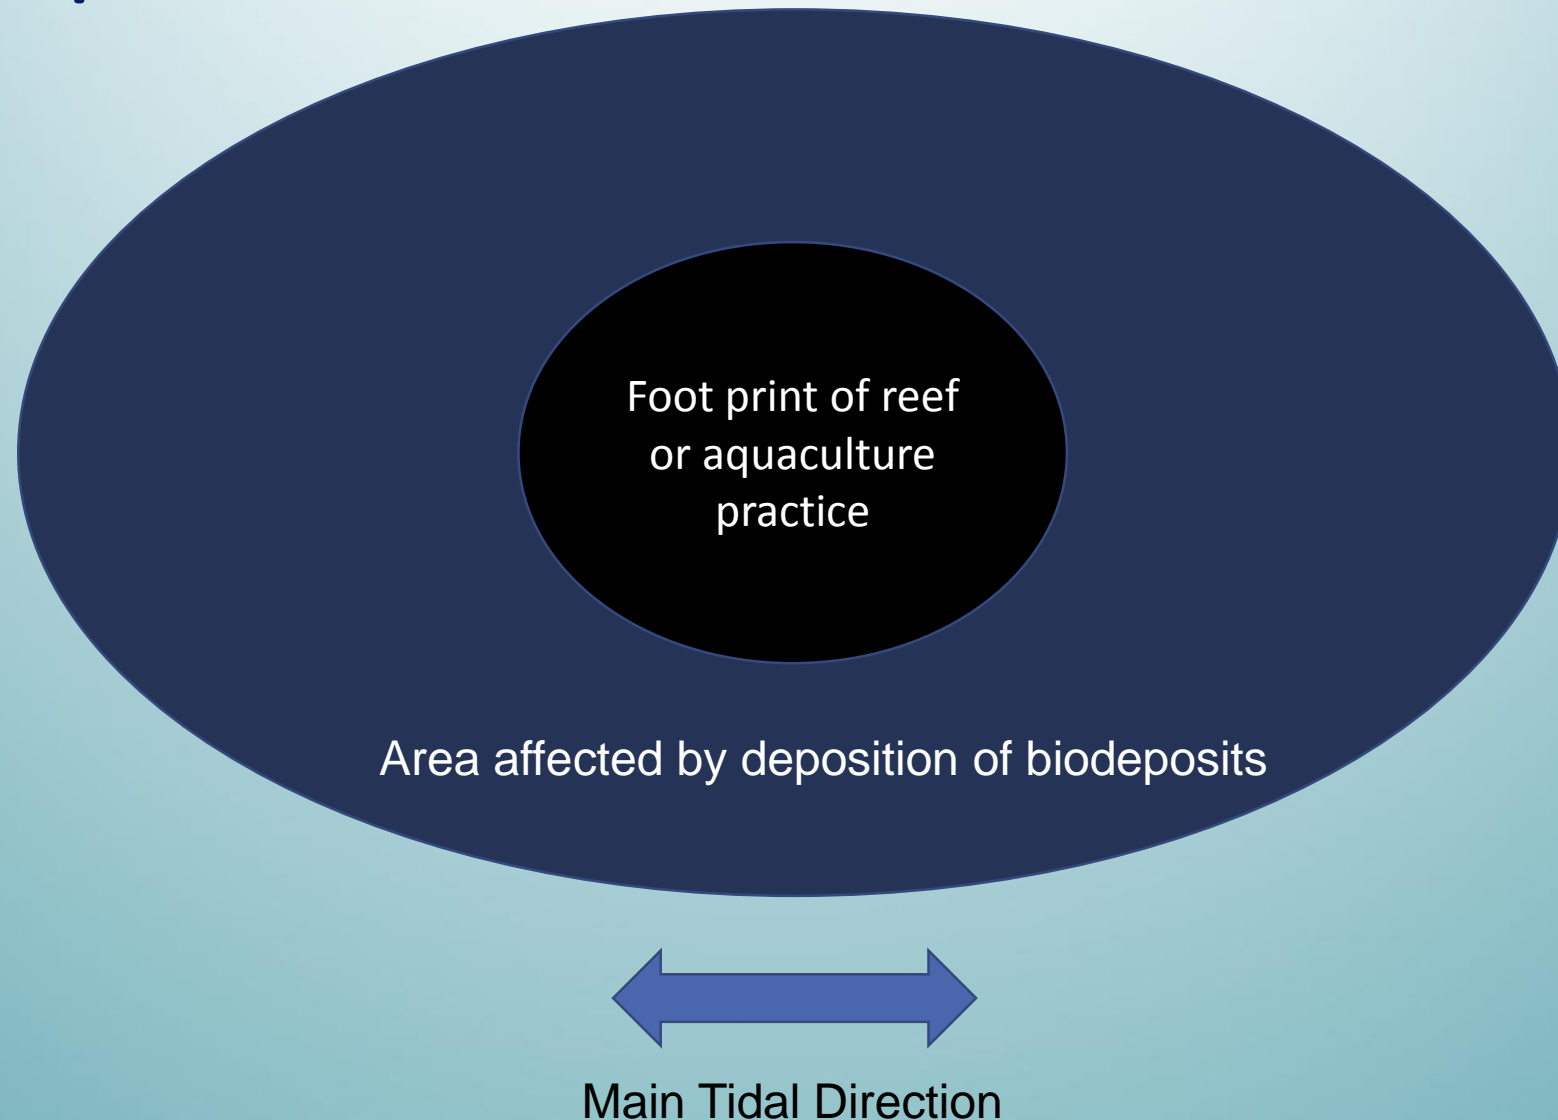 Foot print of reef
or aquaculture
practice
Area affected by deposition of biodeposits
Main Tidal Direction